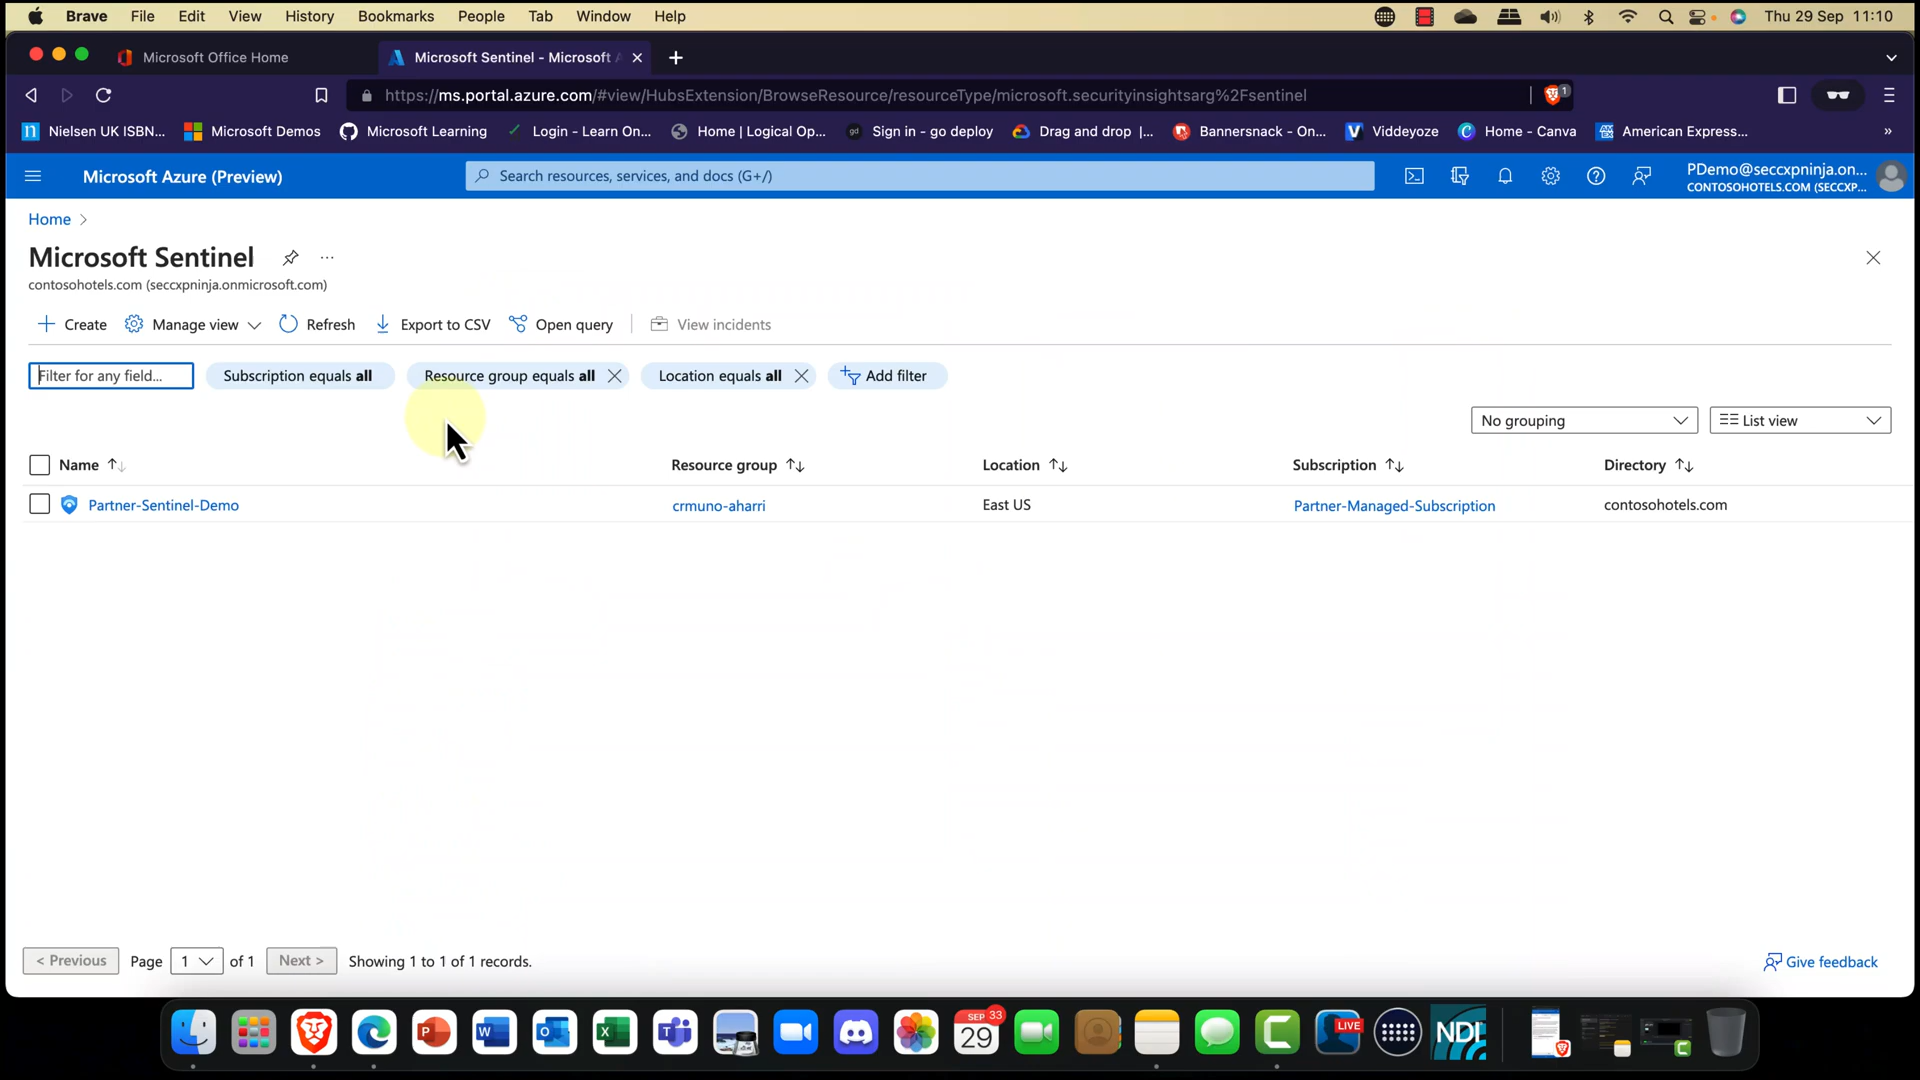 Brave File Edit View History Bookmarks People Tab Window Help Thu 29 Sep 11:10
Microsoft Office Home Microsoft Sentinel - Microsoft A
https://ms.portal.azure.com/#view/HubsExtension/BrowseResource/resourceType/microsoft.securityinsightsarg%2Fsentinel 1
Nielsen UK ISBN... Microsoft Demos Microsoft Learning Login - Learn On... Home | Logical Op... gd Sign in - go deploy Drag and drop |... Bannersnack - On... Viddeyoze Home - Canva American Express... »
Microsoft Azure (Preview) Search resources, services, and docs (G+/) PDemo@seccxpninja.on...
CONTOSOHOTELS.COM (SECCXP...
Home >
Microsoft Sentinel ...
contosohotels.com (seccxpninja.onmicrosoft.com)
Create Manage view Refresh Export to CSV Open query View incidents
Filter for any field... Subscription equals all Resource group equals all Location equals all Add filter
No grouping List view
Name Resource group Location Subscription Directory
Partner-Sentinel-Demo crmuno-aharri East US Partner-Managed-Subscription contosohotels.com
< Previous Page 1 of 1 Next > Showing 1 to 1 of 1 records. Give feedback
SEP 33
29
LIVE
NDI